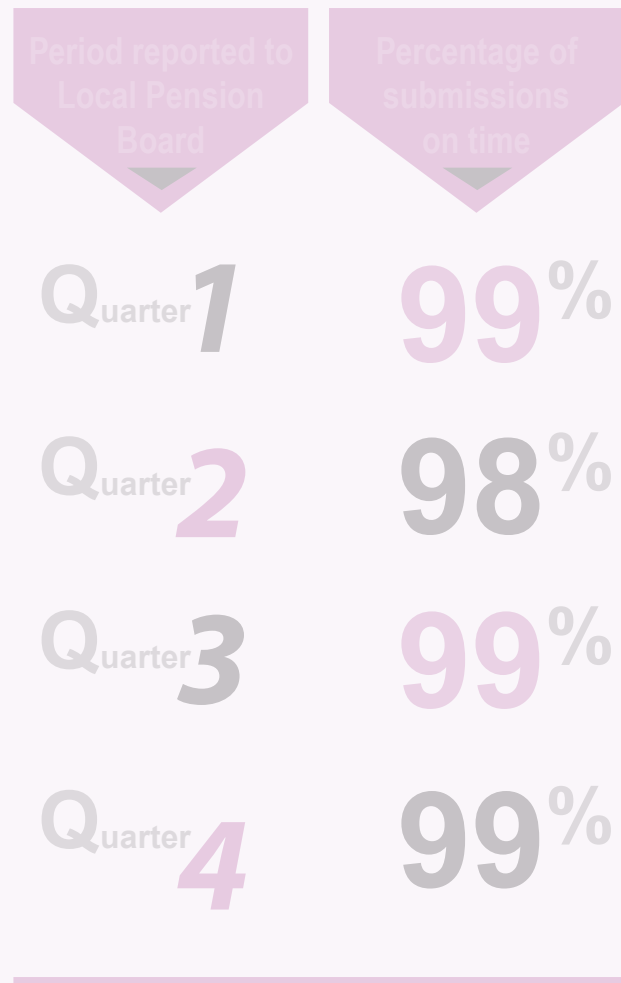 Period reported to
Local Pension
Board
Percentage of
submissions
on time
Quarter 1 99%
Quarter 2 98%
Quarter 3 99%
Quarter 4 99%